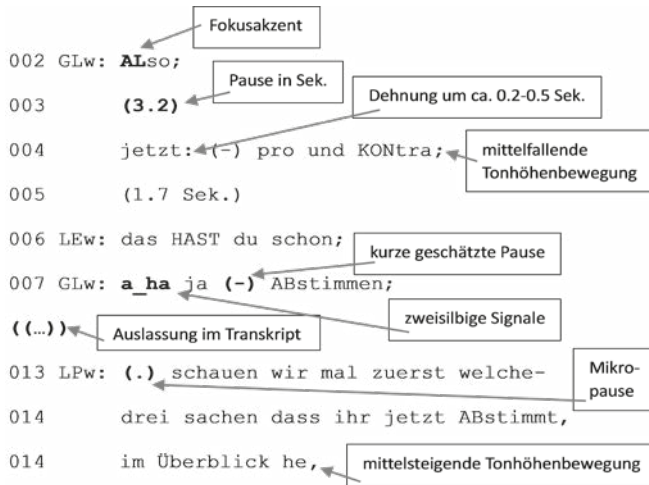 Fokusakzent
002 GLw: ALso;
003 (3.2)
Pause in Sek.
Dehnung um ca. 0.2-0.5 Sek.
004 jetzt: (-) pro und KONtra;
mittelfallende
Tonhöhenbewegung
005 (1.7 Sek.)
006 LEw: das HAST du schon;
kurze geschätzte Pause
007 GLw: a_ha ja (-) ABstimmen;
zweisilbige Signale
((…))
Auslassung im Transkript
013 LPw: (.) schauen wir mal zuerst welche-
Mikro-
pause
014 drei sachen dass ihr jetzt ABstimmt,
014 im Überblick he,
mittelsteigende Tonhöhenbewegung